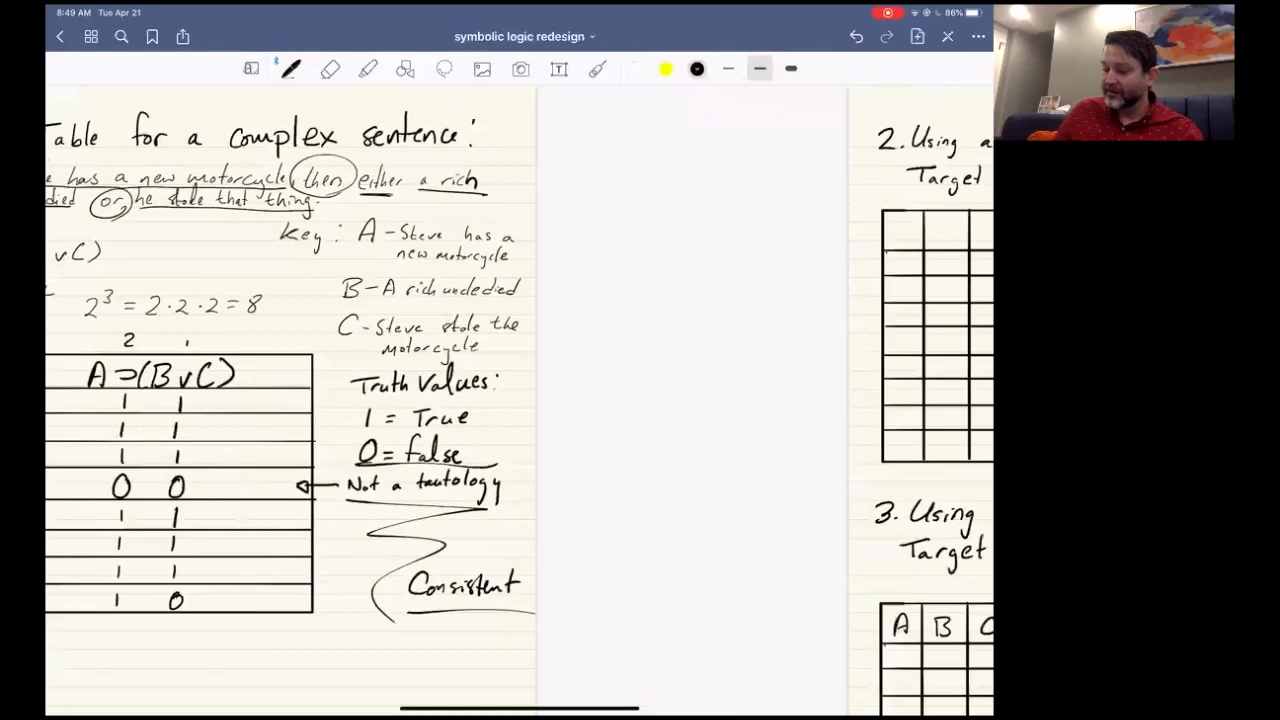 8:49 AM Tue Apr 21
86%
symbolic logic redesign
Table for a complex sentence:
e has a new motorcycle, then either a rich
died or, he stole that thing.
Key: A - Steve has a
new motorcycle
v C)
B - A rich uncle died
2^3 = 2 · 2 · 2 = 8
C - Steve stole the
motorcycle
2 1
A ⊃ (B v C)
Truth Values:
1 1
1 = True
1 1
0 = false
1 1
0 0
Not a tautology
1 1
1 1
1 1
Consistent
1 0
2. Using a
Target
3. Using
Target
A B C